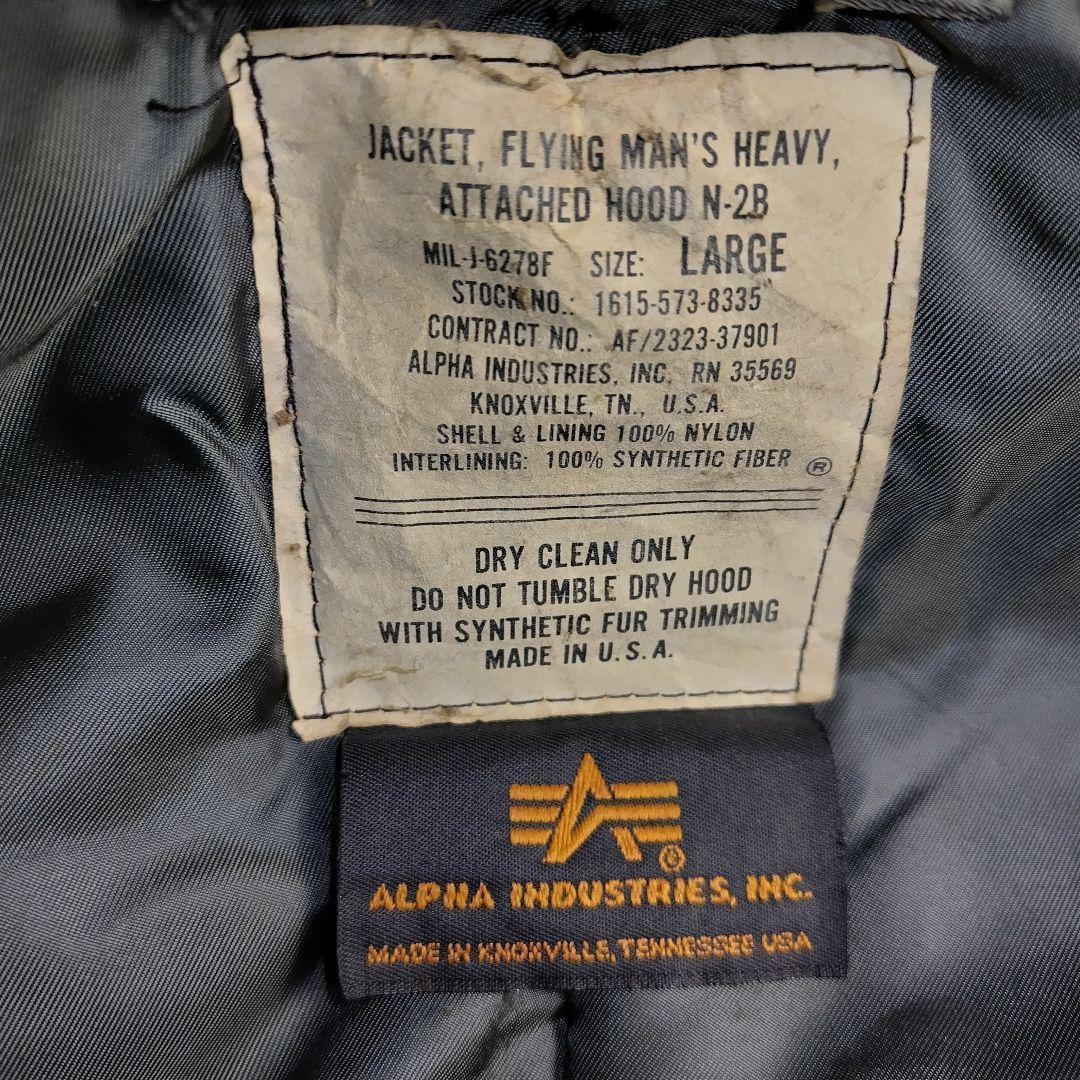 JACKET, FLYING MAN'S HEAVY,
ATTACHED HOOD N-2B
MIL-J-6278F SIZE: LARGE
STOCK NO.: 1615-573-8335
CONTRACT NO.: AF/2323-37901
ALPHA INDUSTRIES, INC. RN 35569
KNOXVILLE, TN., U.S.A.
SHELL & LINING 100% NYLON
INTERLINING: 100% SYNTHETIC FIBER ®
DRY CLEAN ONLY
DO NOT TUMBLE DRY HOOD
WITH SYNTHETIC FUR TRIMMING
MADE IN U.S.A.
®
ALPHA INDUSTRIES, INC.
MADE IN KNOXVILLE, TENNESSEE USA